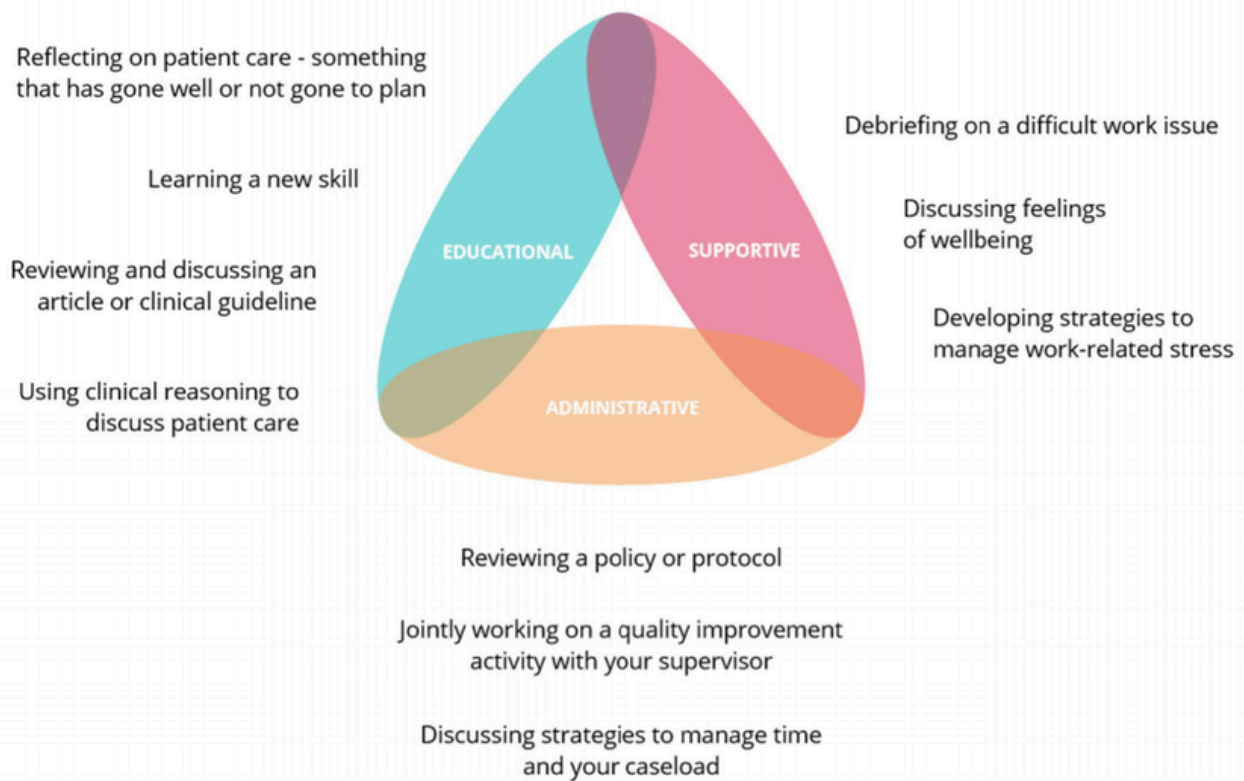 Reflecting on patient care - something
that has gone well or not gone to plan
Learning a new skill
Reviewing and discussing an
article or clinical guideline
Using clinical reasoning to
discuss patient care
EDUCATIONAL
SUPPORTIVE
ADMINISTRATIVE
Debriefing on a difficult work issue
Discussing feelings
of wellbeing
Developing strategies to
manage work-related stress
Reviewing a policy or protocol
Jointly working on a quality improvement
activity with your supervisor
Discussing strategies to manage time
and your caseload